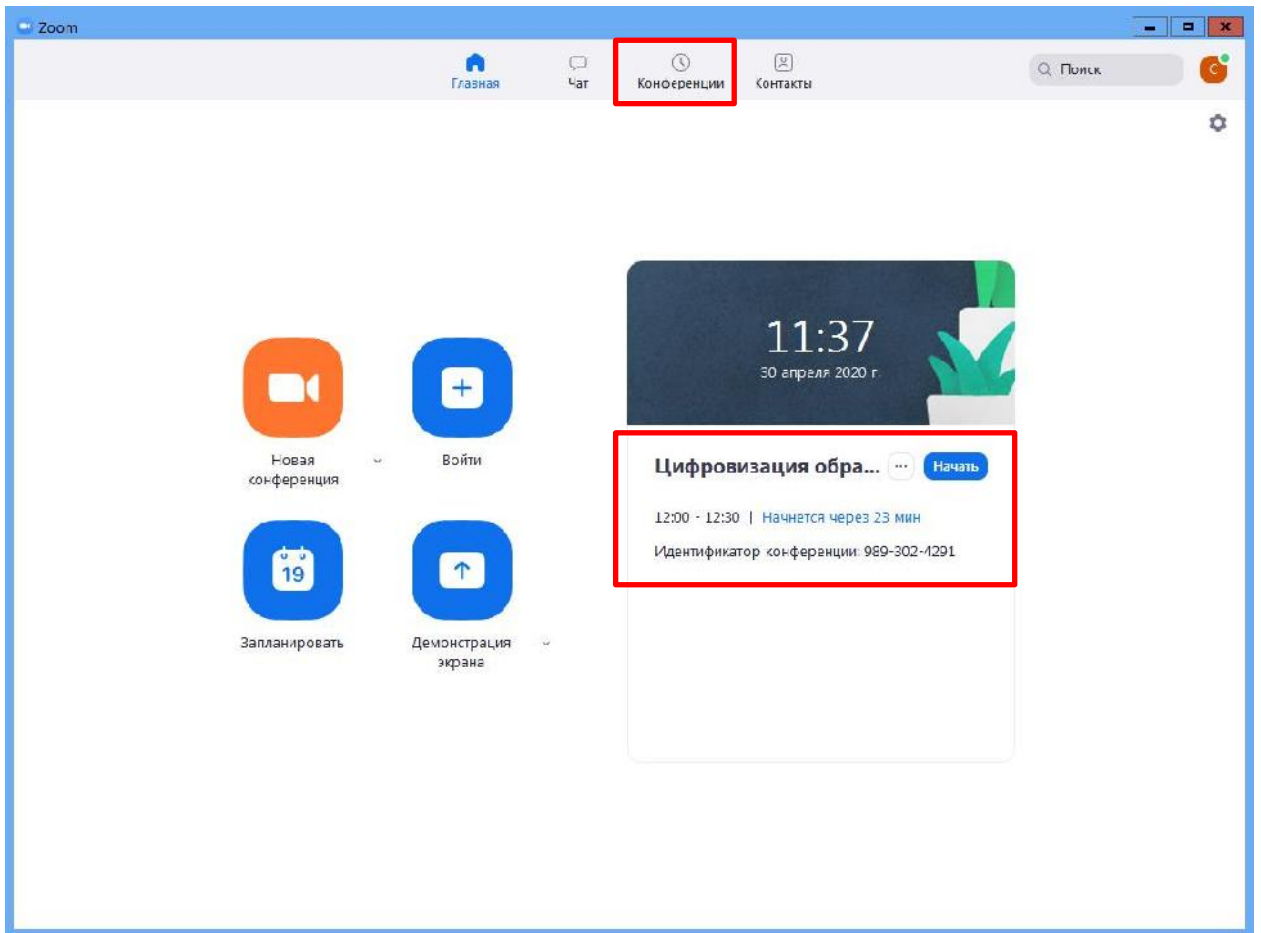 Zoom
Главная
Чат
Конференции
Контакты
Поиск
С
11:37
30 апреля 2020 г.
Новая
конференция
Войти
19
Запланировать
Демонстрация
экрана
Цифровизация обра... ... Начать
12:00 - 12:30 | Начнется через 23 мин
Идентификатор конференции: 989-302-4291